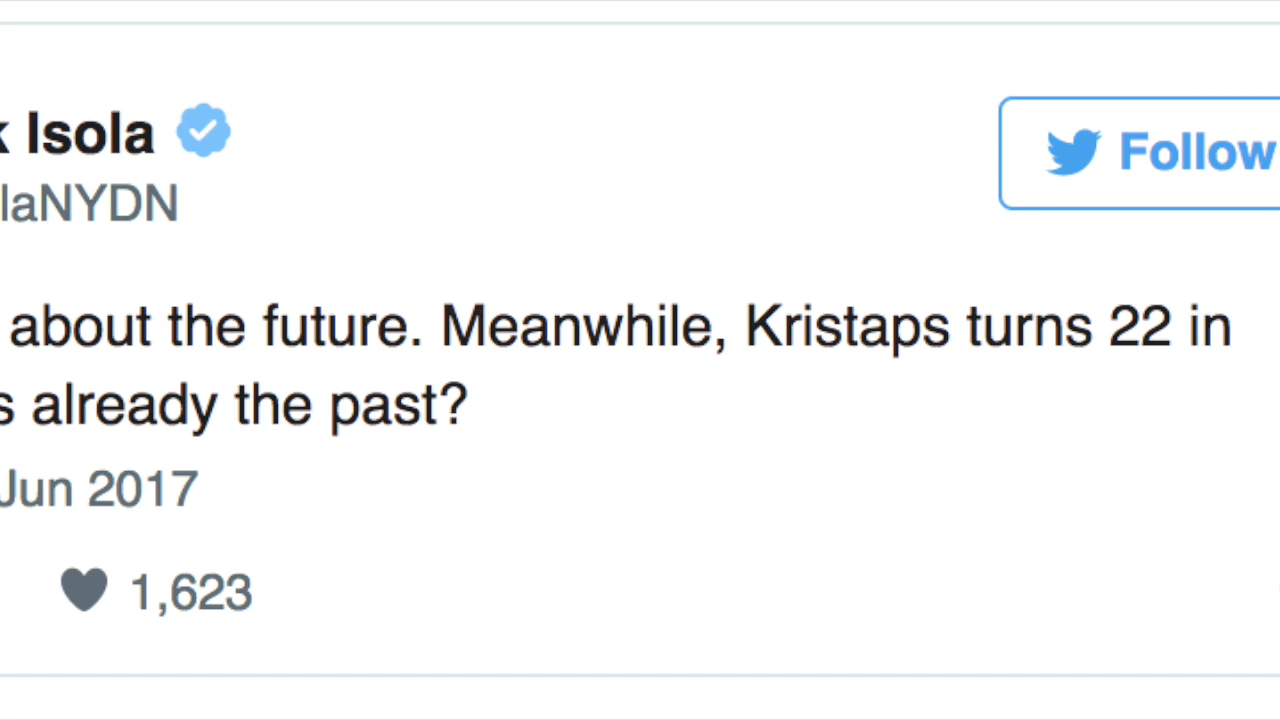 k Isola
Follow
laNYDN
about the future. Meanwhile, Kristaps turns 22 in
s already the past?
Jun 2017
1,623